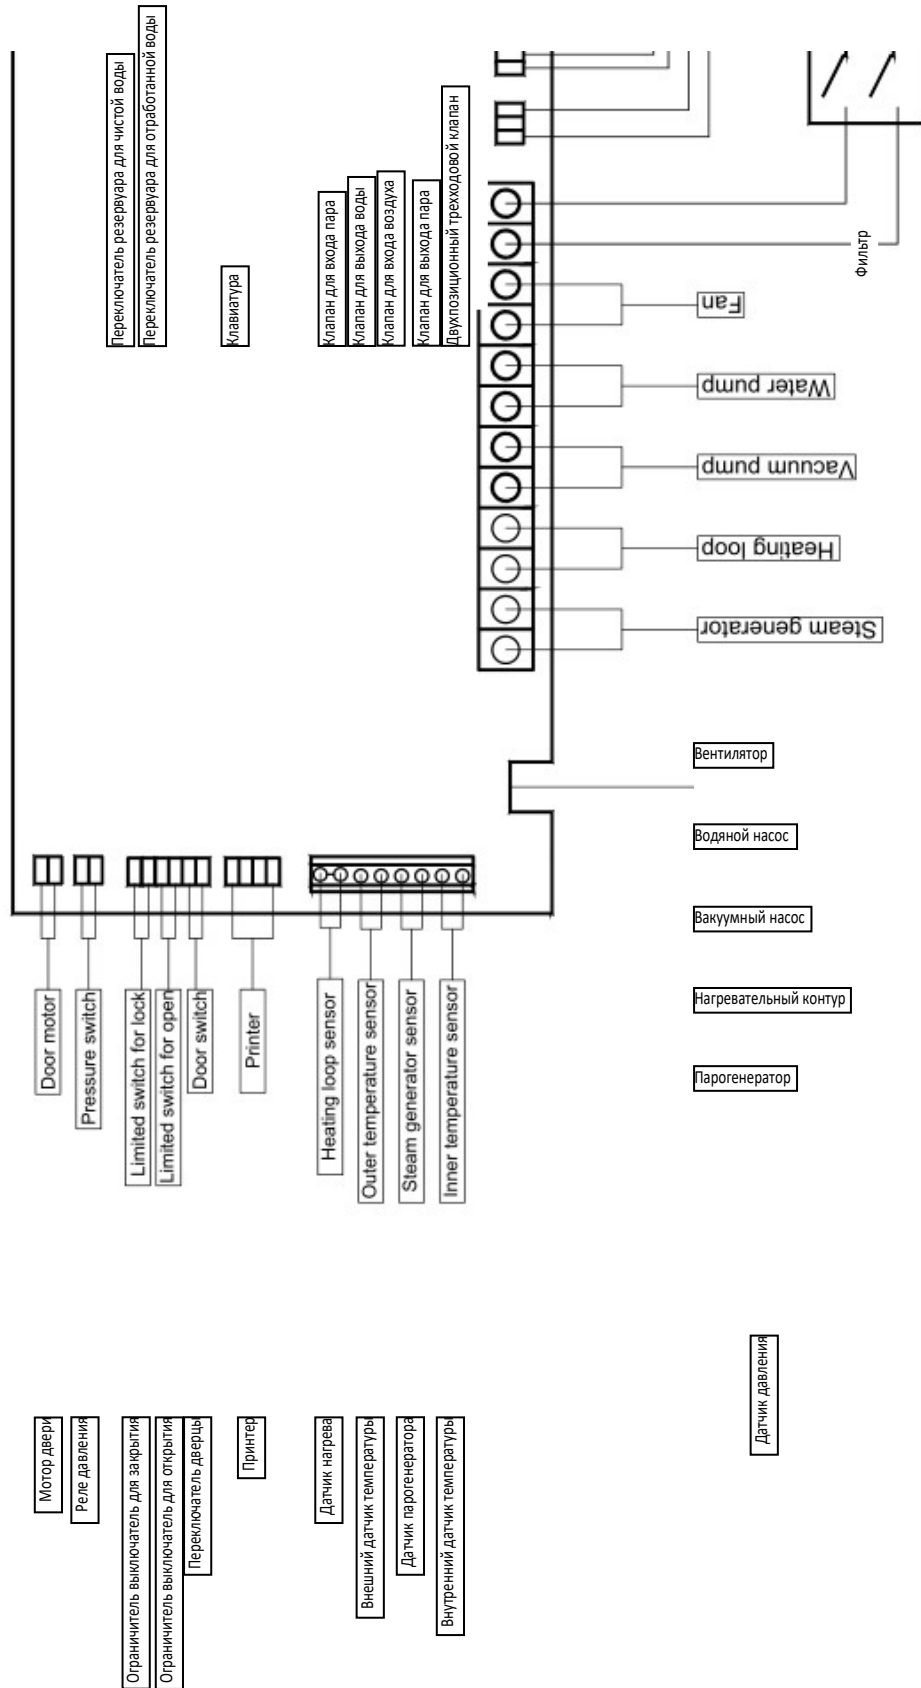 Переключатель резервуара для чистой воды
Переключатель резервуара для отработанной воды
Клавиатура
Клапан для входа пара
Клапан для выхода воды
Клапан для входа воздуха
Клапан для выхода пара
Двухпозиционный трехходовой клапан
Фильтр
Fan
Water pump
Vacuum pump
Heating loop
Steam generator
Вентилятор
Водяной насос
Вакуумный насос
Нагревательный контур
Парогенератор
Door motor
Pressure switch
Limited switch for lock
Limited switch for open
Door switch
Printer
Heating loop sensor
Outer temperature sensor
Steam generator sensor
Inner temperature sensor
Датчик давления
Мотор двери
Реле давления
Ограничитель выключатель для закрытия
Ограничитель выключатель для открытия
Переключатель дверцы
Принтер
Датчик нагрева
Внешний датчик температуры
Датчик парогенератора
Внутренний датчик температуры